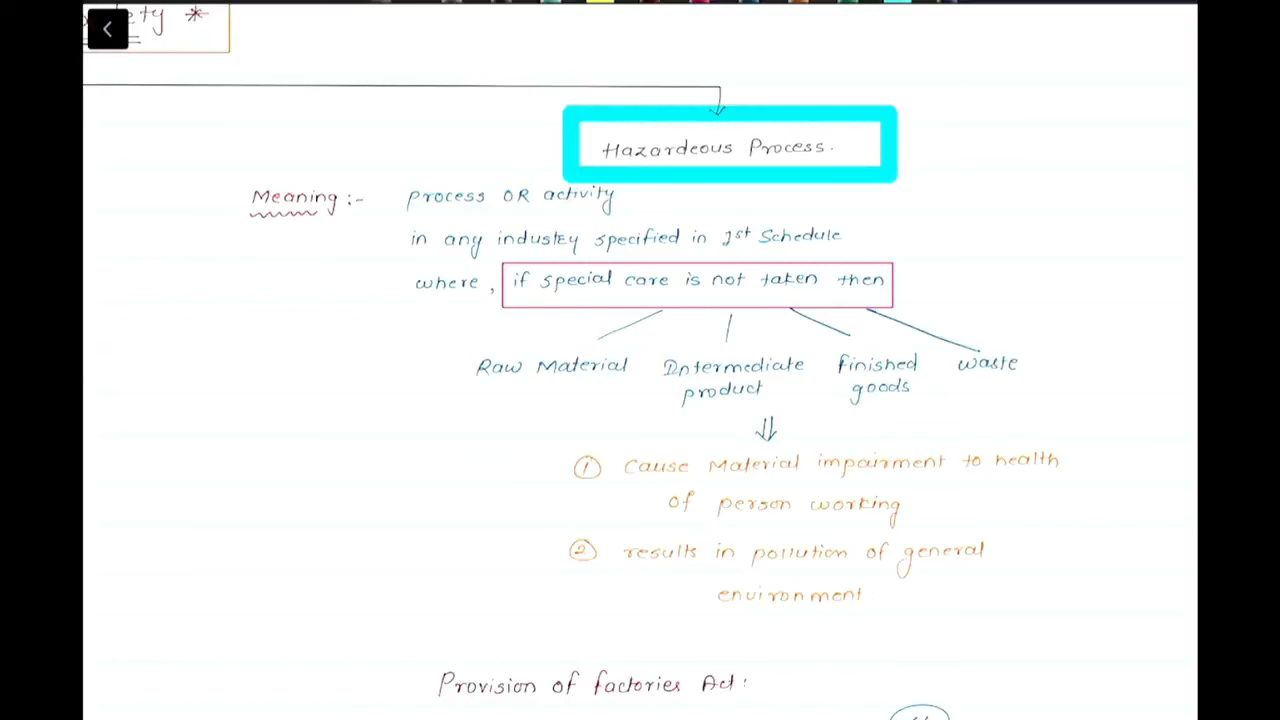 *
Hazardeous Process.
Meaning :- process OR activity
in any industry specified in 1st Schedule
where, if special care is not taken then
Raw Material Intermediate product finished goods waste
⇓
① Cause Material impairment to health
of person working
② results in pollution of general
environment
Provision of factories Act :